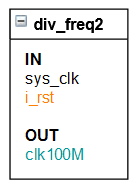 div_freq2
IN
sys_clk
i_rst
OUT
clk100M